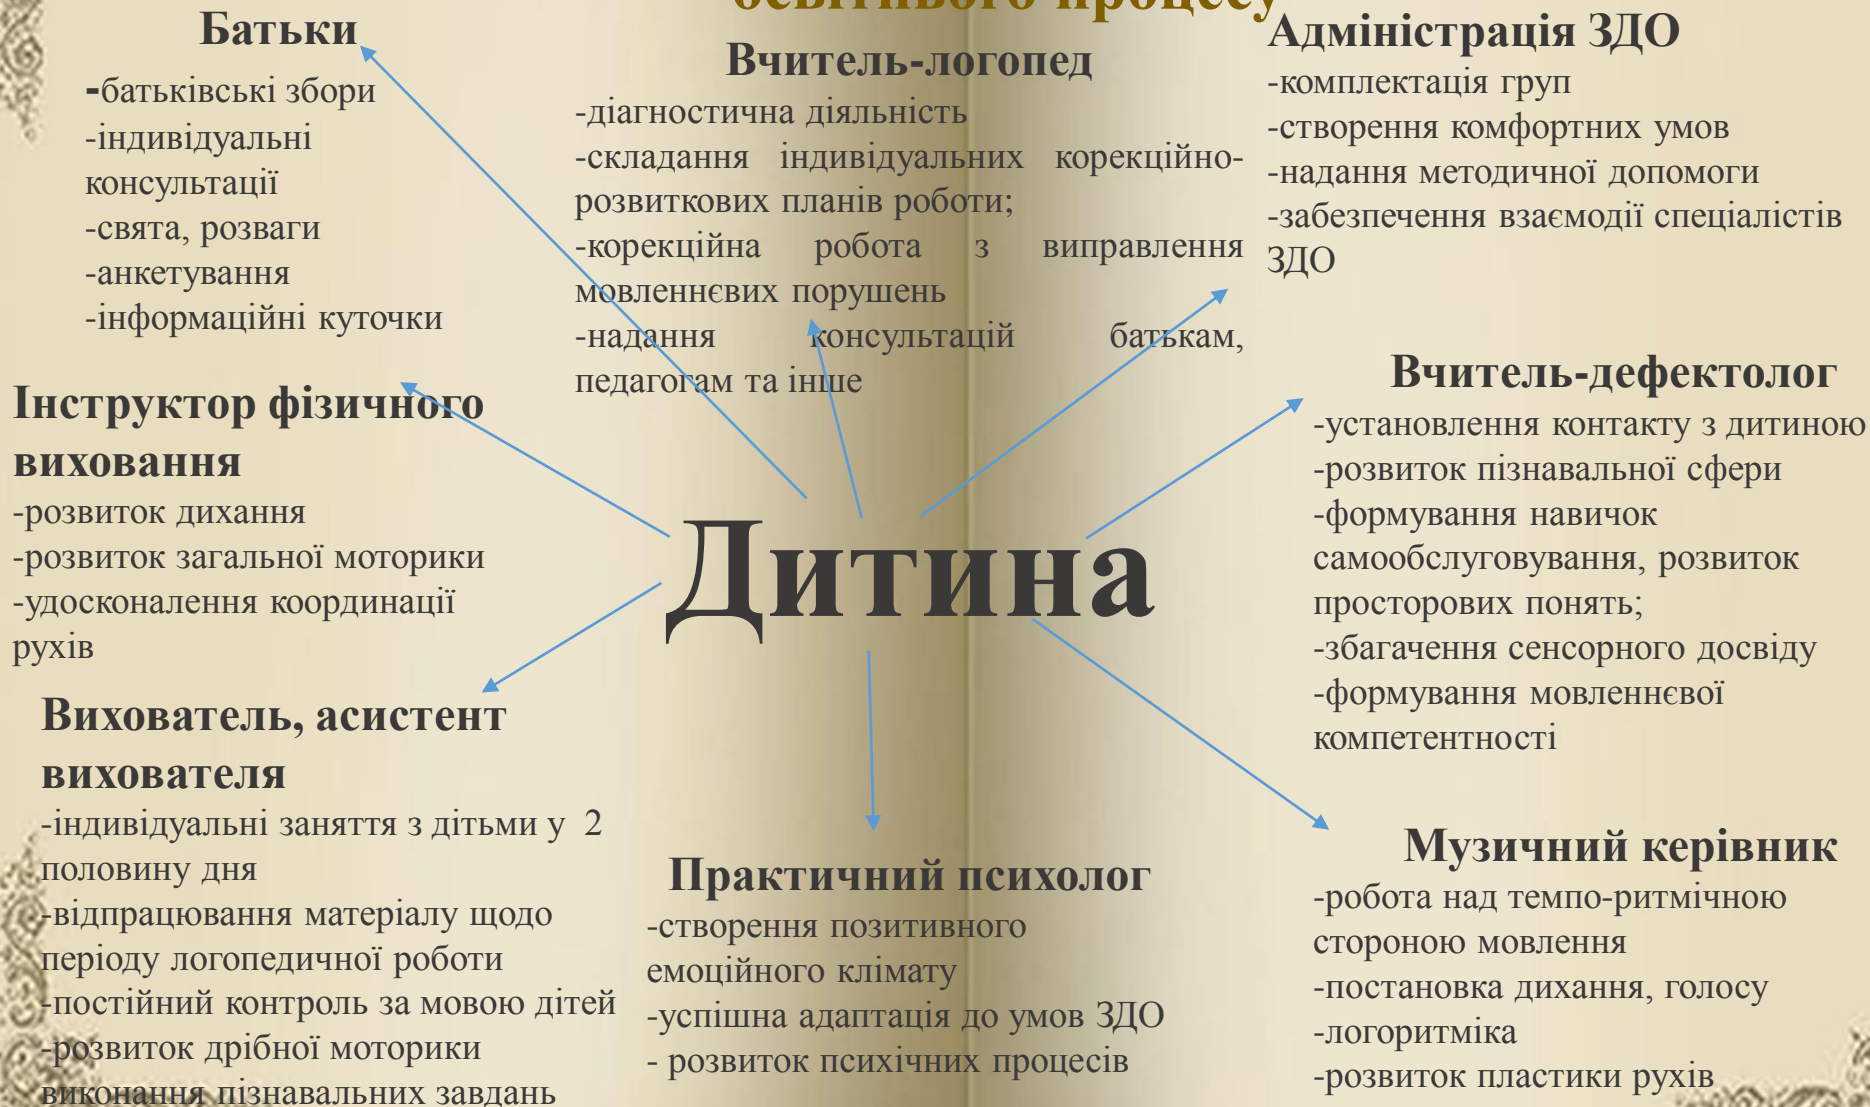 освітнього процесу
Батьки
-батьківські збори
-індивідуальні
консультації
-свята, розваги
-анкетування
-інформаційні куточки
Вчитель-логопед
-діагностична діяльність
-складання індивідуальних корекційно-
розвиткових планів роботи;
-корекційна робота з виправлення
мовленнєвих порушень
-надання консультацій батькам,
педагогам та інше
Адміністрація ЗДО
-комплектація груп
-створення комфортних умов
-надання методичної допомоги
-забезпечення взаємодії спеціалістів
ЗДО
Інструктор фізичного
виховання
-розвиток дихання
-розвиток загальної моторики
-удосконалення координації
рухів
Дитина
Вчитель-дефектолог
-установлення контакту з дитиною
-розвиток пізнавальної сфери
-формування навичок
самообслуговування, розвиток
просторових понять;
-збагачення сенсорного досвіду
-формування мовленнєвої
компетентності
Вихователь, асистент
вихователя
-індивідуальні заняття з дітьми у 2
половину дня
-відпрацювання матеріалу щодо
періоду логопедичної роботи
-постійний контроль за мовою дітей
-розвиток дрібної моторики
виконання пізнавальних завдань
Практичний психолог
-створення позитивного
емоційного клімату
-успішна адаптація до умов ЗДО
- розвиток психічних процесів
Музичний керівник
-робота над темпо-ритмічною
стороною мовлення
-постановка дихання, голосу
-логоритміка
-розвиток пластики рухів